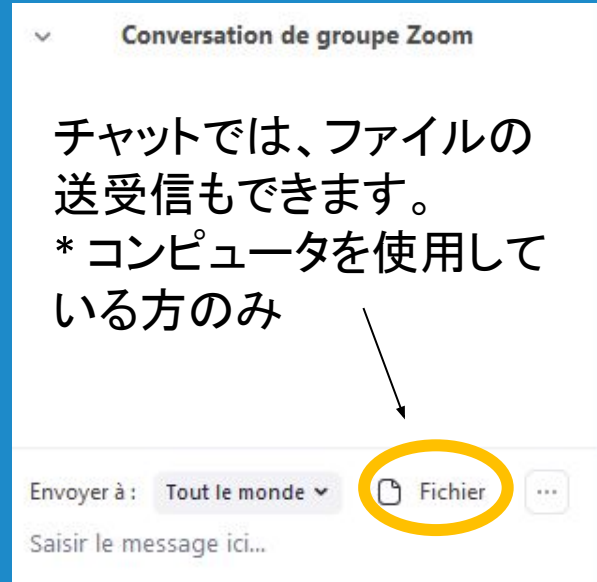 Conversation de groupe Zoom
チャットでは、ファイルの
送受信もできます。
* コンピュータを使用して
いる方のみ
Envoyer à : Tout le monde Fichier ...
Saisir le message ici...